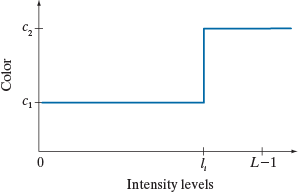 c₂
Color
c₁
0 lᵢ L−1
Intensity levels